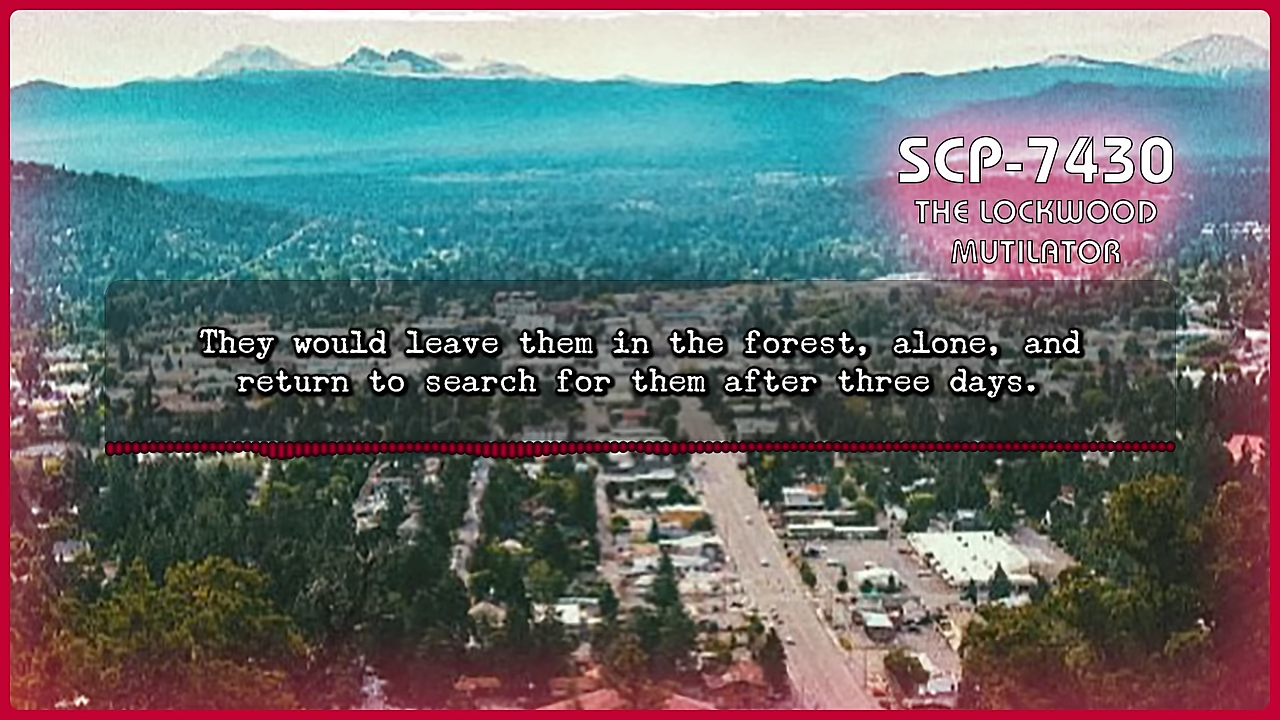 SCP-7430
THE LOCKWOOD
MUTILATOR
They would leave them in the forest, alone, and
return to search for them after three days.